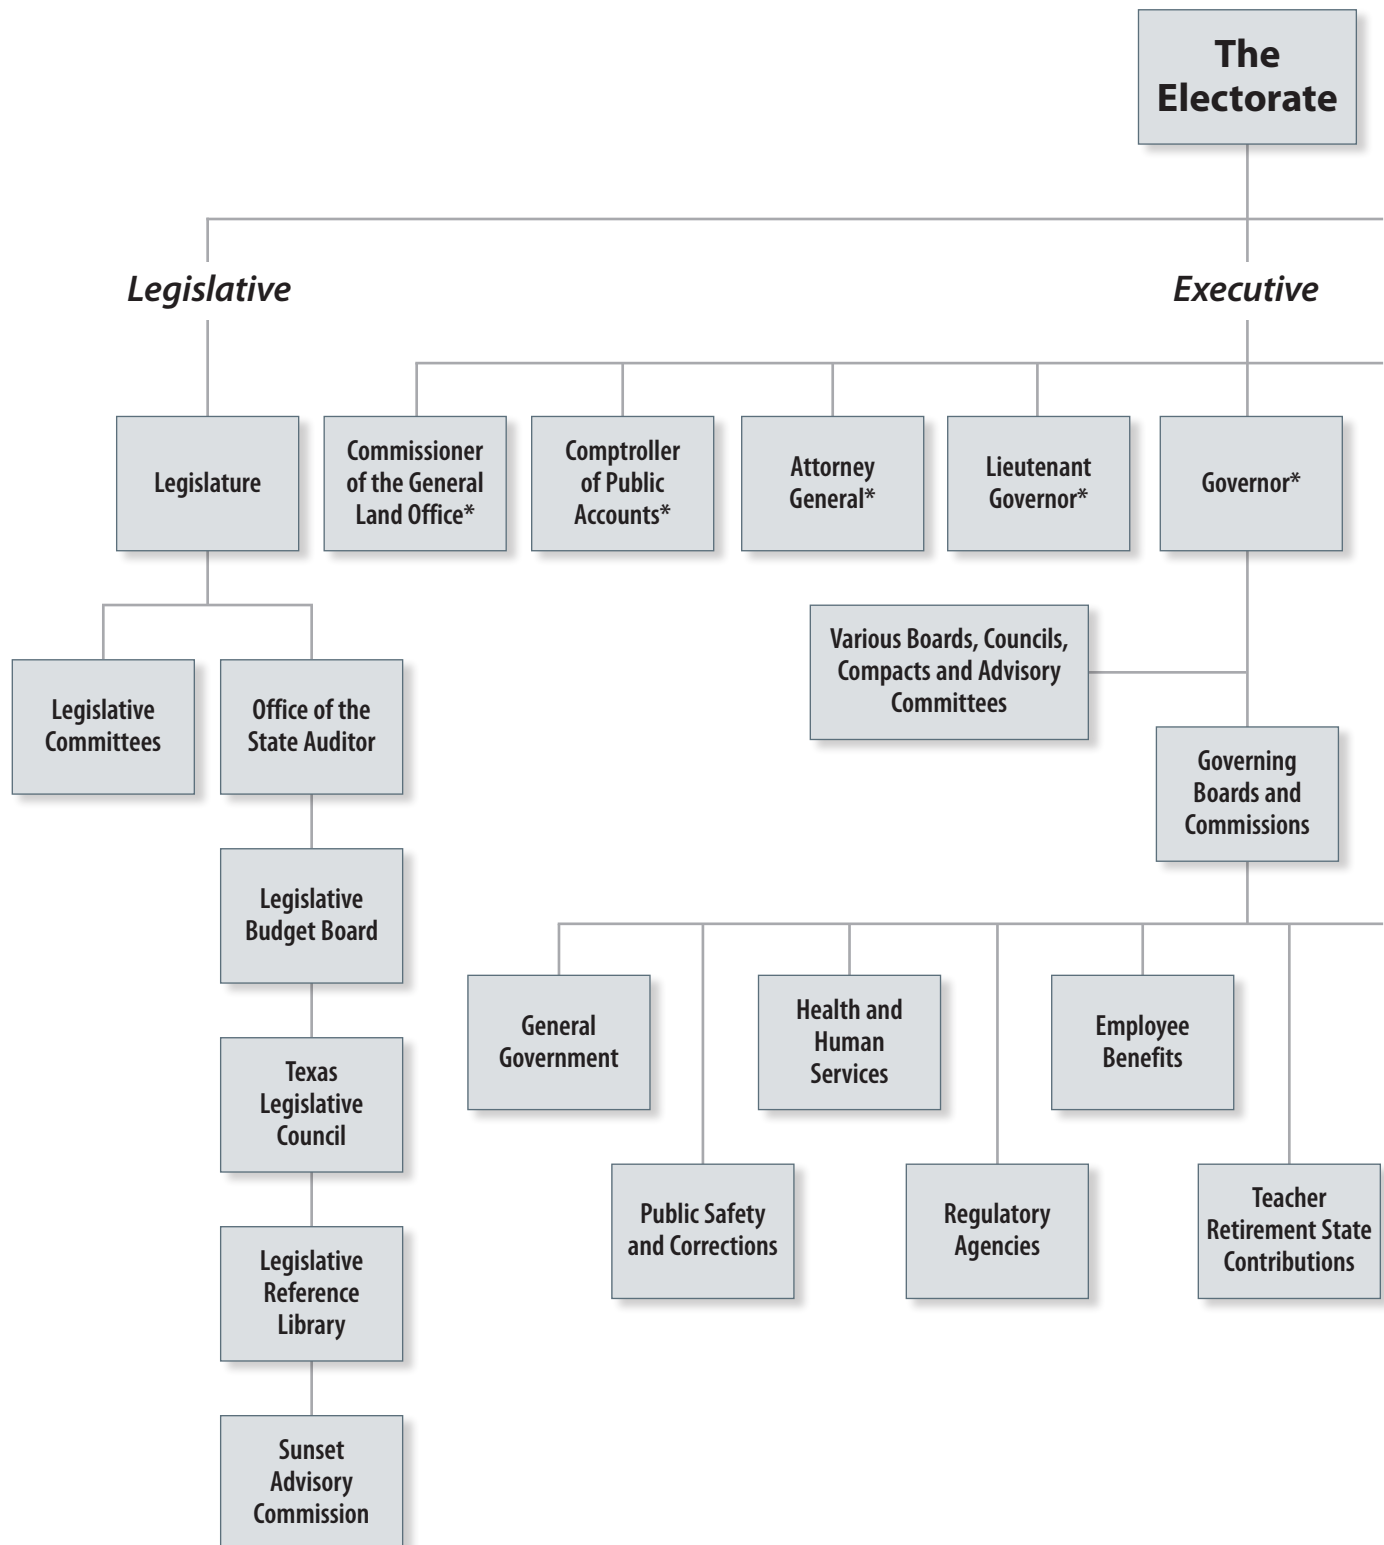 The
Electorate
Legislative
Executive
Legislature
Commissioner
of the General
Land Office*
Comptroller
of Public
Accounts*
Attorney
General*
Lieutenant
Governor*
Governor*
Various Boards, Councils,
Compacts and Advisory
Committees
Legislative
Committees
Office of the
State Auditor
Governing
Boards and
Commissions
Legislative
Budget Board
General
Government
Health and
Human
Services
Employee
Benefits
Texas
Legislative
Council
Public Safety
and Corrections
Regulatory
Agencies
Teacher
Retirement State
Contributions
Legislative
Reference
Library
Sunset
Advisory
Commission